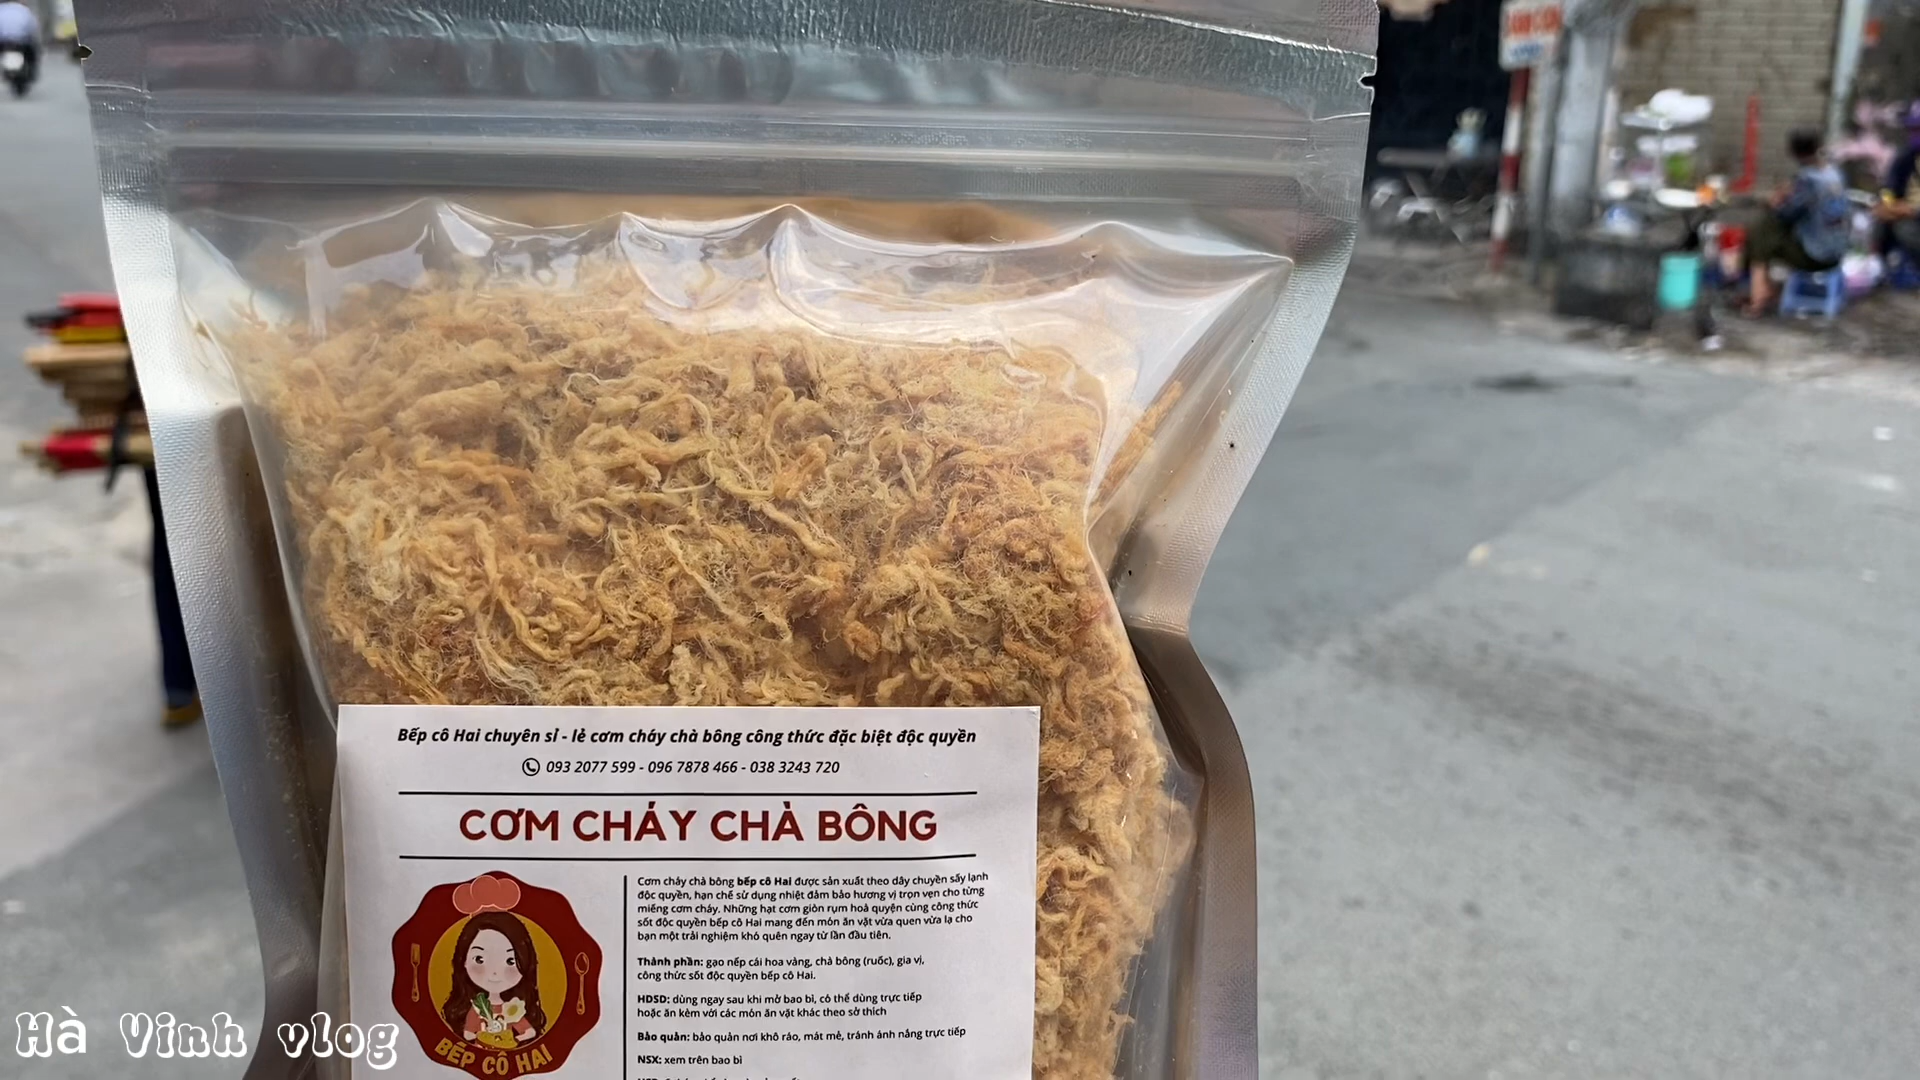 Bếp cô Hai chuyên sỉ - lẻ cơm cháy chà bông công thức đặc biệt độc quyền
093 2077 599 - 096 7878 466 - 038 3243 720
CƠM CHÁY CHÀ BÔNG
Cơm cháy chà bông bếp cô Hai được sản xuất theo dây chuyền sấy lạnh
độc quyền, hạn chế sử dụng nhiệt đảm bảo hương vị trọn vẹn cho từng
miếng cơm cháy. Những hạt cơm giòn rụm hoà quyện cùng công thức
sốt độc quyền bếp cô Hai mang đến món ăn vặt vừa quen vừa lạ cho
bạn một trải nghiệm khó quên ngay từ lần đầu tiên.
Thành phần: gạo nếp cái hoa vàng, chà bông (ruốc), gia vị,
công thức sốt độc quyền bếp cô Hai.
HDSD: dùng ngay sau khi mở bao bì, có thể dùng trực tiếp
hoặc ăn kèm với các món ăn vặt khác theo sở thích
Bảo quản: bảo quản nơi khô ráo, mát mẻ, tránh ánh nắng trực tiếp
NSX: xem trên bao bì
BẾP CÔ HAI
Hà Vinh vlog